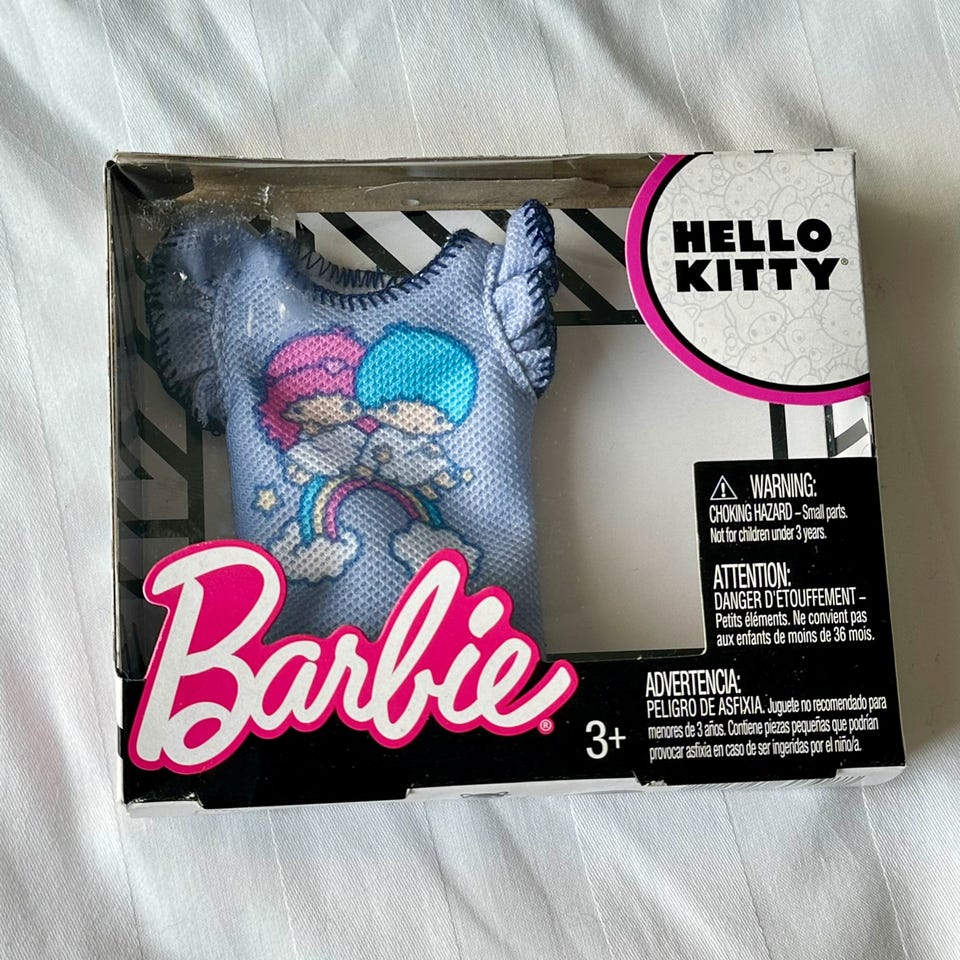 HELLO
KITTY®
⚠ WARNING:
CHOKING HAZARD – Small parts.
Not for children under 3 years.
ATTENTION:
DANGER D'ÉTOUFFEMENT –
Petits éléments. Ne convient pas
aux enfants de moins de 36 mois.
ADVERTENCIA:
PELIGRO DE ASFIXIA. Juguete no recomendado para
menores de 3 años. Contiene piezas pequeñas que podrían
provocar asfixia en caso de ser ingeridas por el niño/a.
Barbie®
3+